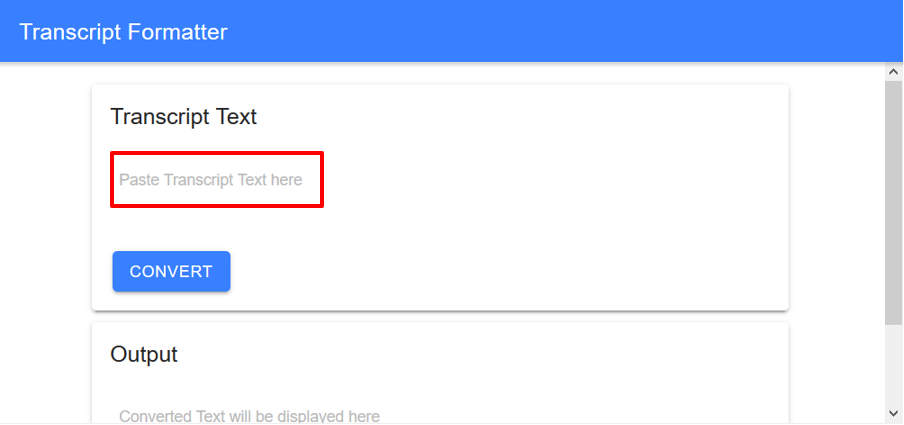 Transcript Formatter
Transcript Text
Paste Transcript Text here
CONVERT
Output
Converted Text will be displayed here